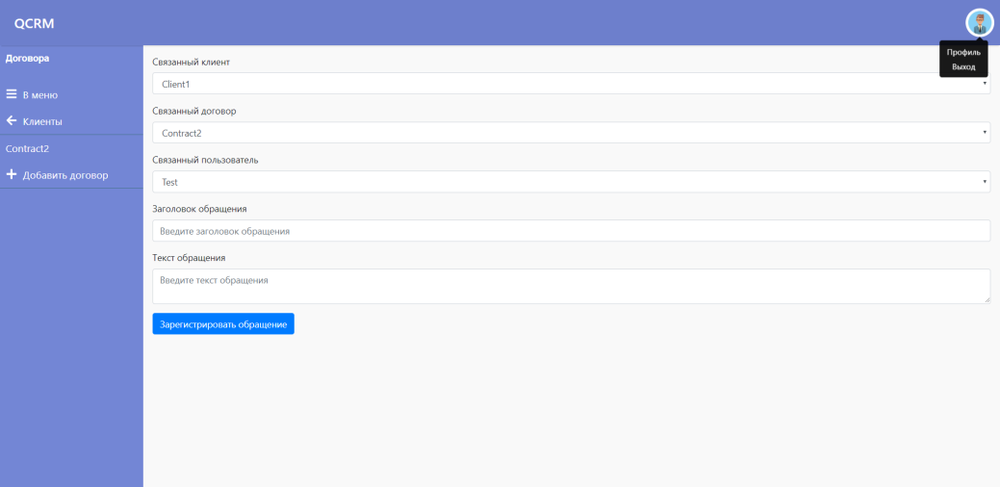 QCRM
Профиль
Выход
Договора
В меню
Клиенты
Contract2
Добавить договор
Связанный клиент
Client1
Связанный договор
Contract2
Связанный пользователь
Test
Заголовок обращения
Введите заголовок обращения
Текст обращения
Введите текст обращения
Зарегистрировать обращение